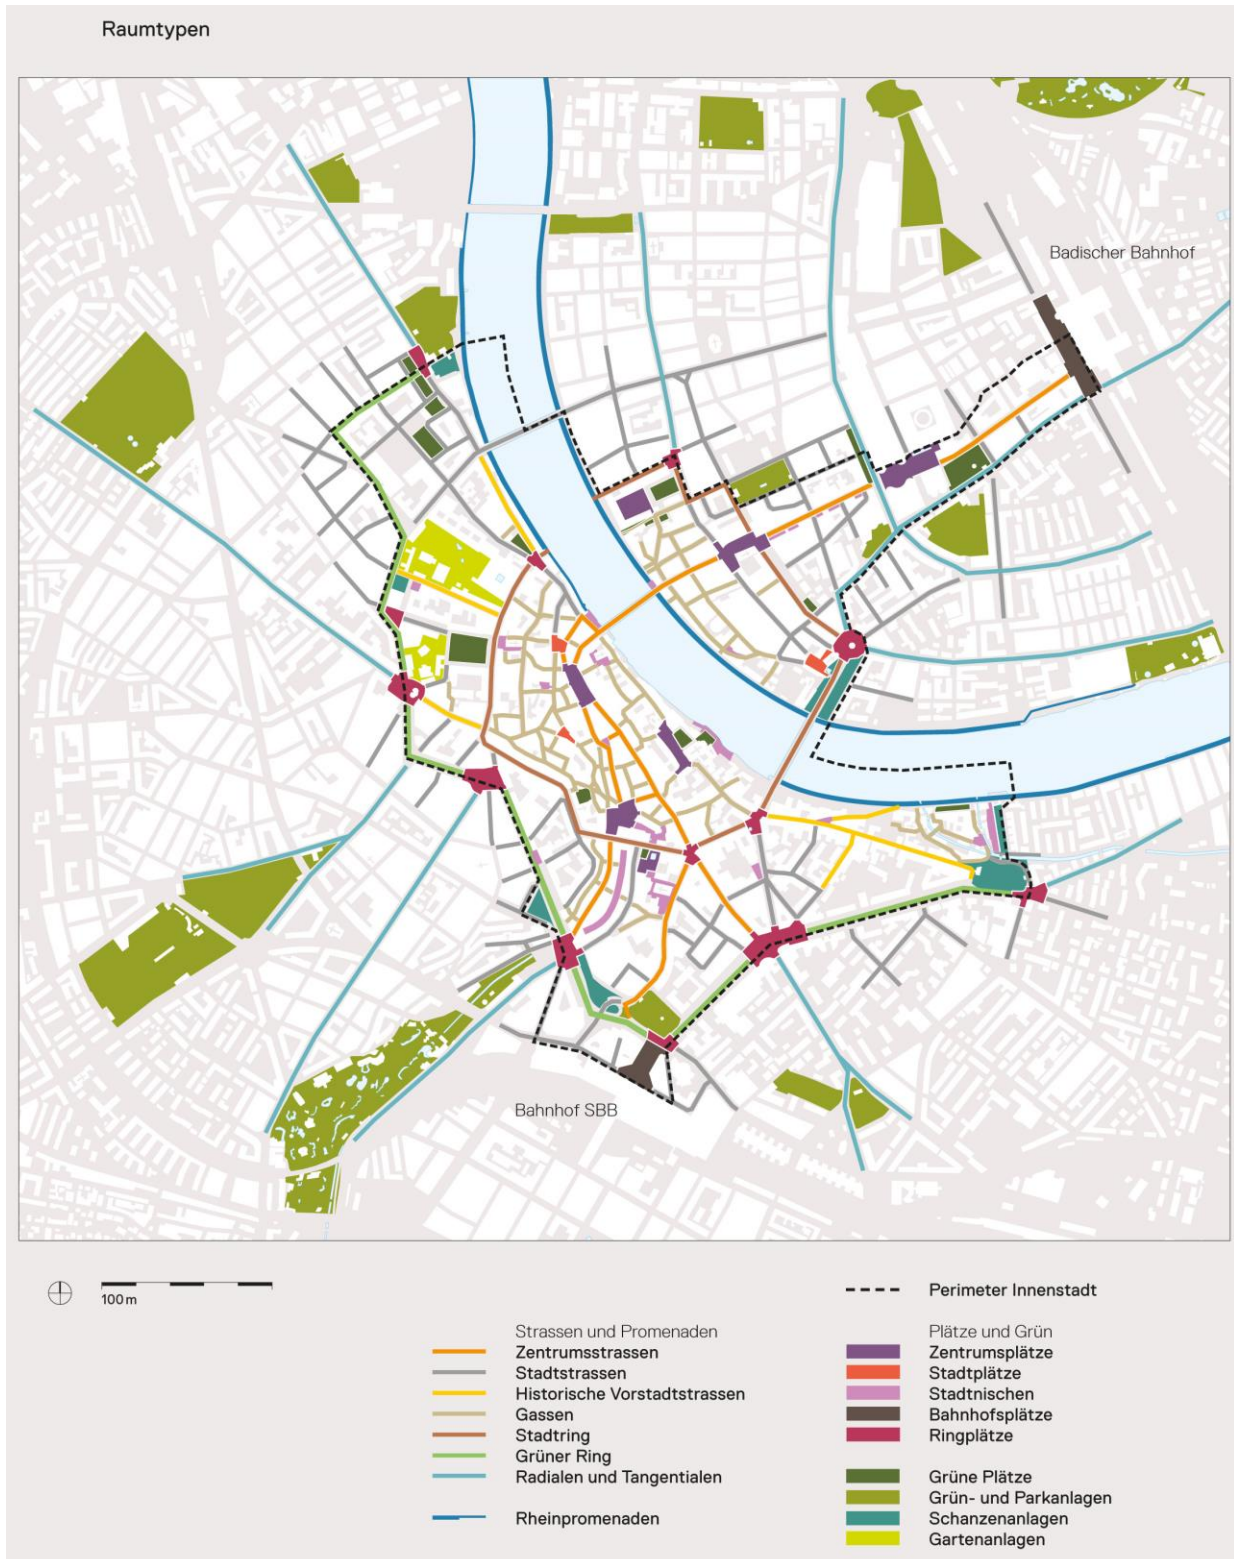 Raumtypen
Badischer Bahnhof
Bahnhof SBB
100 m
Perimeter Innenstadt
Strassen und Promenaden
Zentrumsstrassen
Stadtstrassen
Historische Vorstadtstrassen
Gassen
Stadtring
Grüner Ring
Radialen und Tangentialen
Rheinpromenaden
Plätze und Grün
Zentrumsplätze
Stadtplätze
Stadtnischen
Bahnhofsplätze
Ringplätze
Grüne Plätze
Grün- und Parkanlagen
Schanzenanlagen
Gartenanlagen